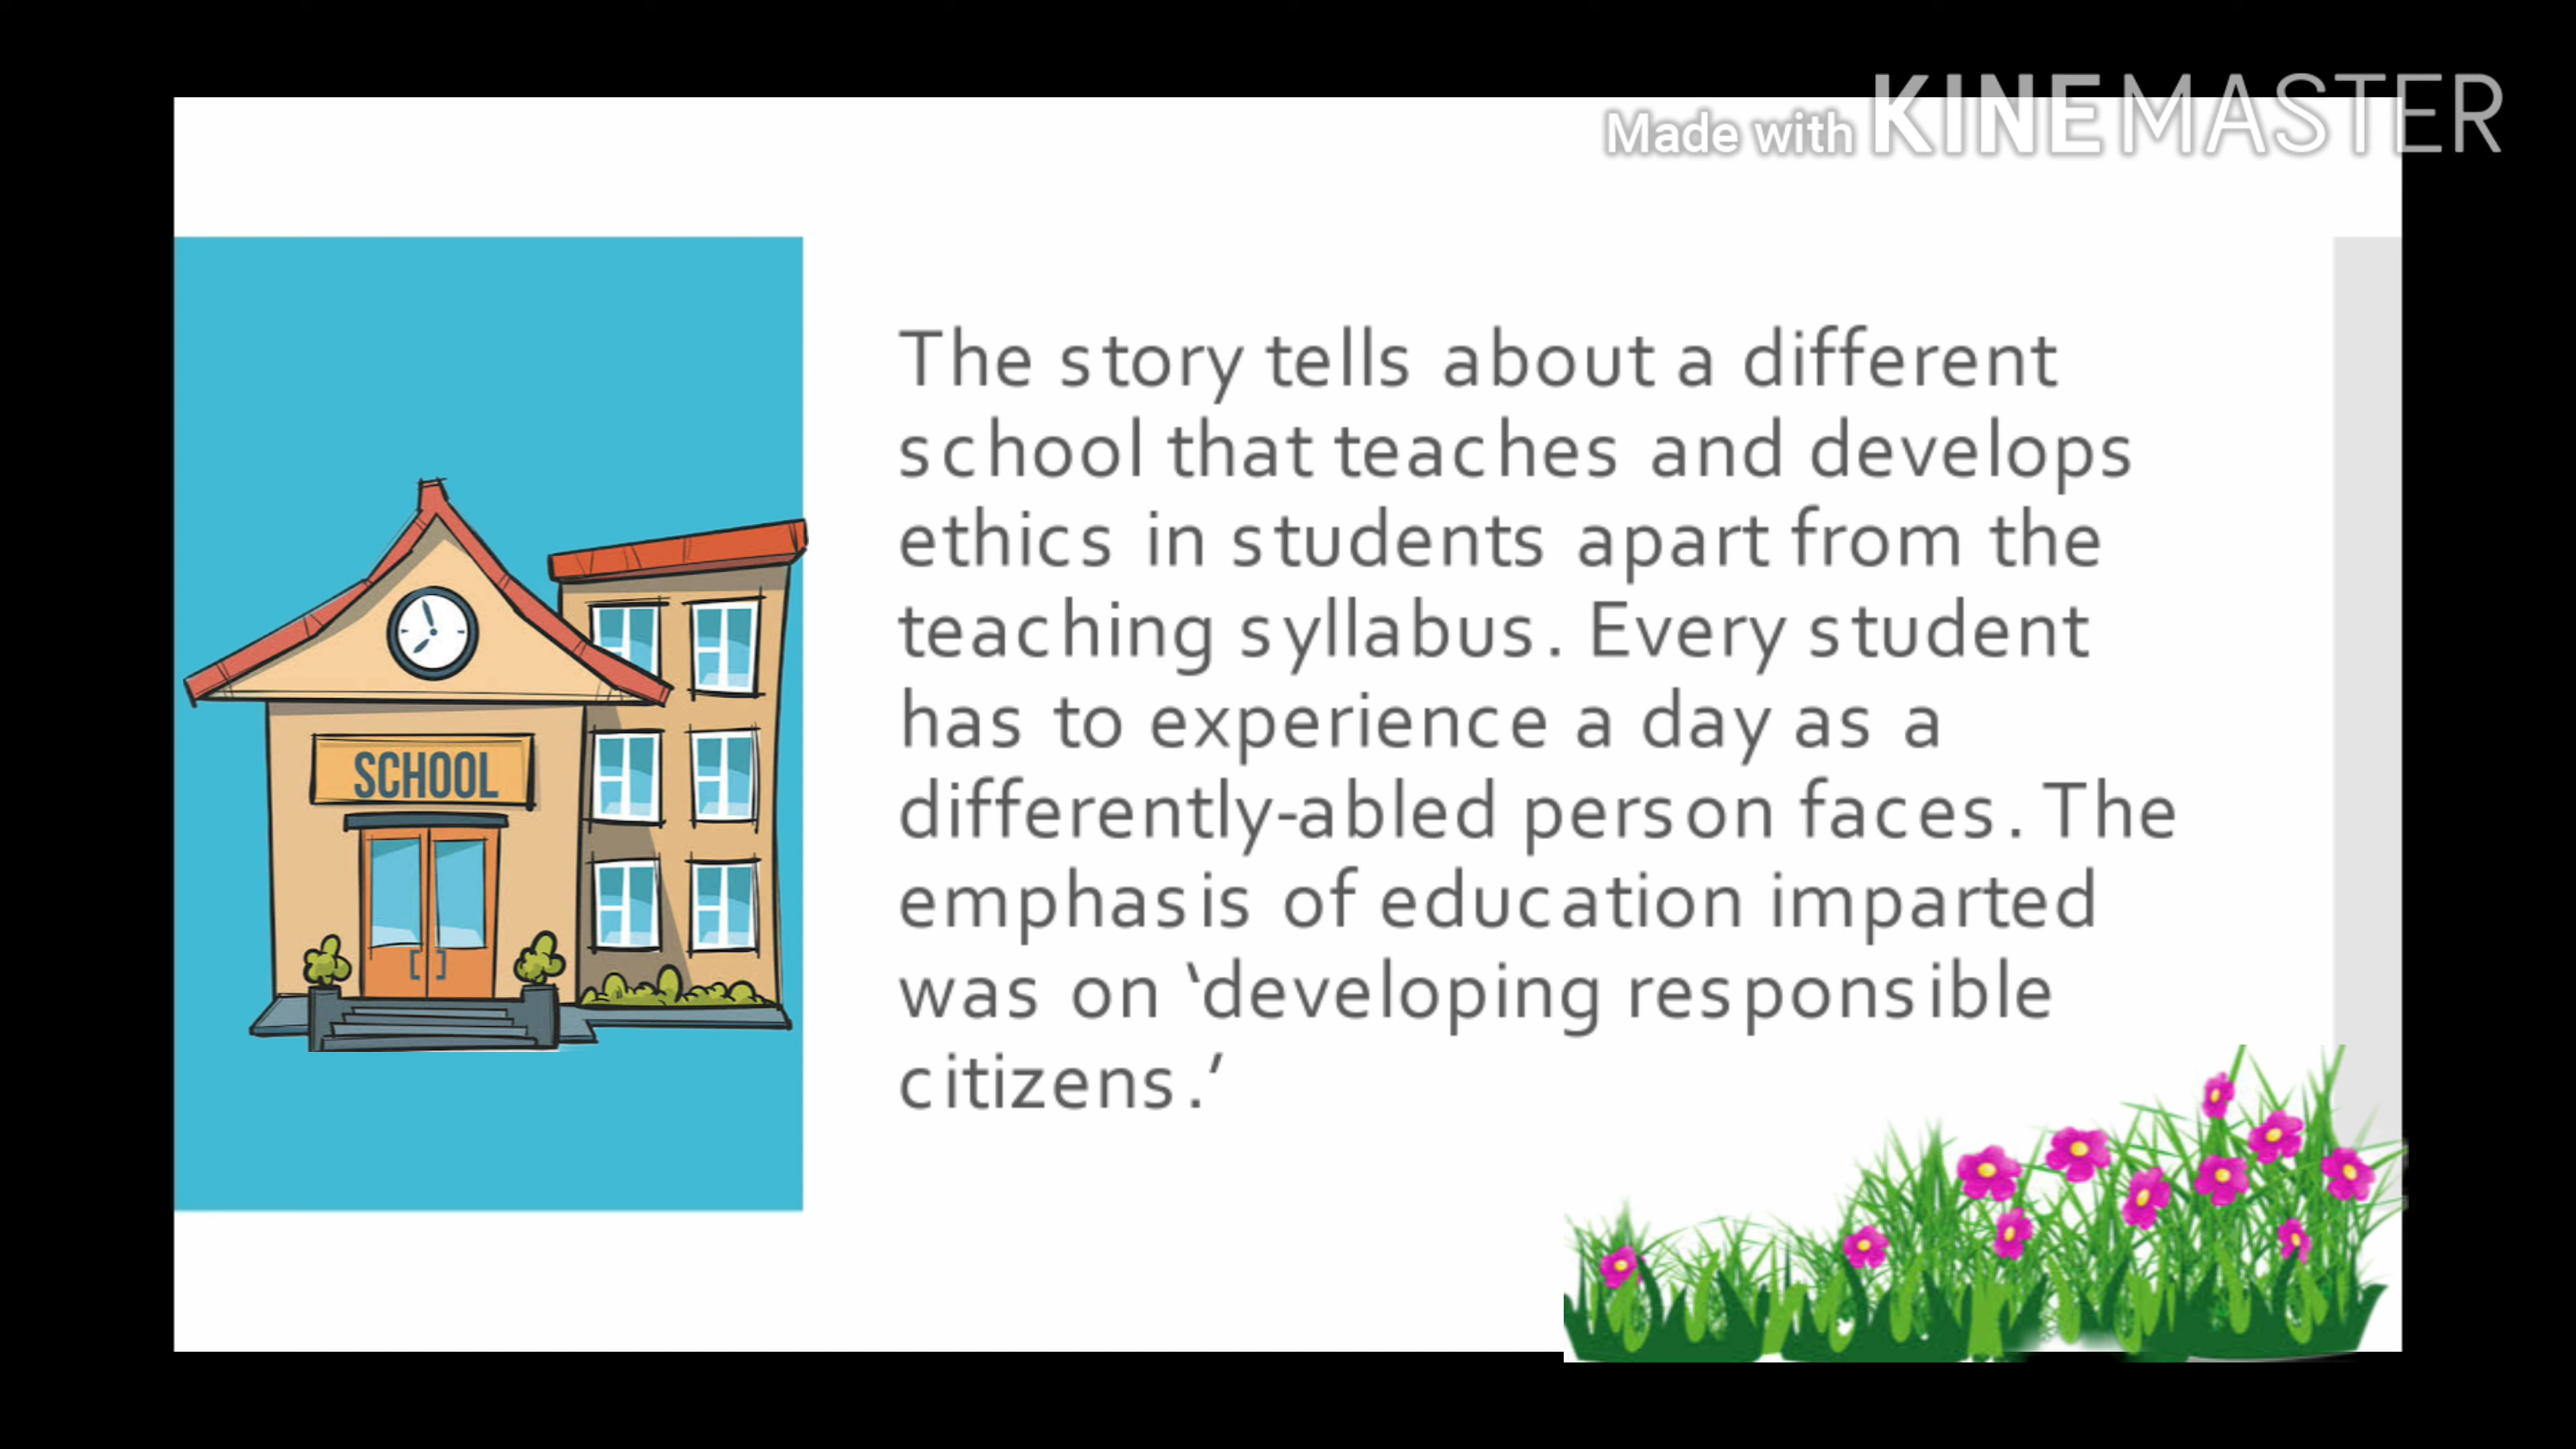 Made with KINEMASTER
The story tells about a different
school that teaches and develops
ethics in students apart from the
teaching syllabus. Every student
has to experience a day as a
differently-abled person faces. The
emphasis of education imparted
was on ‘developing responsible
citizens.’
SCHOOL